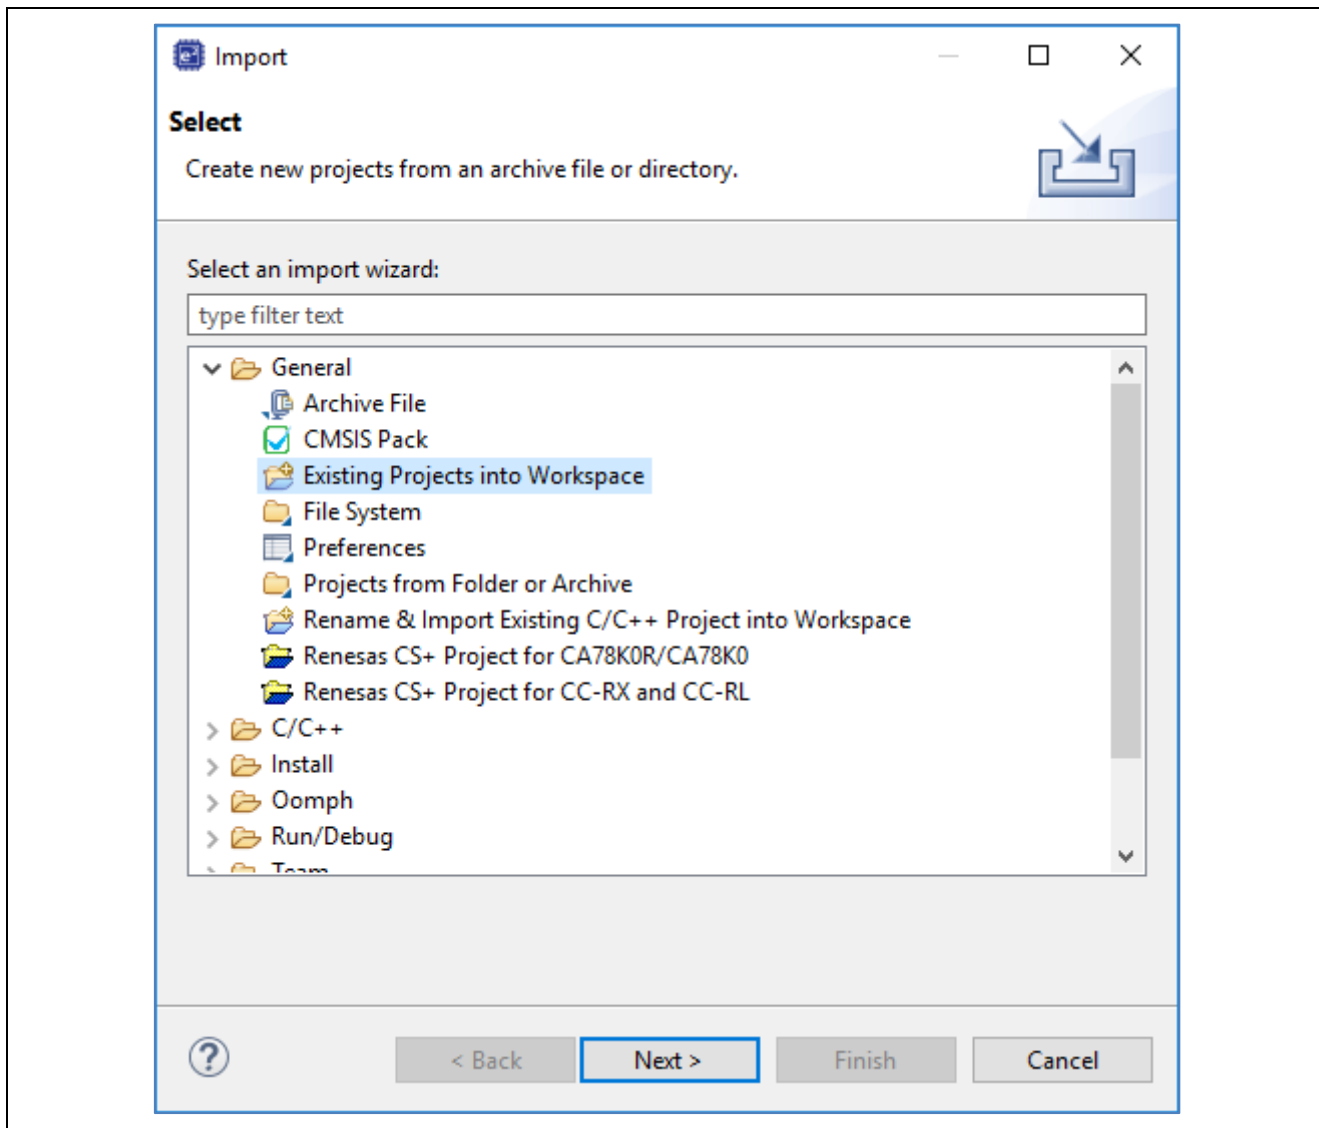 Import
Select
Create new projects from an archive file or directory.
Select an import wizard:
type filter text
General
Archive File
CMSIS Pack
Existing Projects into Workspace
File System
Preferences
Projects from Folder or Archive
Rename & Import Existing C/C++ Project into Workspace
Renesas CS+ Project for CA78K0R/CA78K0
Renesas CS+ Project for CC-RX and CC-RL
C/C++
Install
Oomph
Run/Debug
Team
< Back
Next >
Finish
Cancel